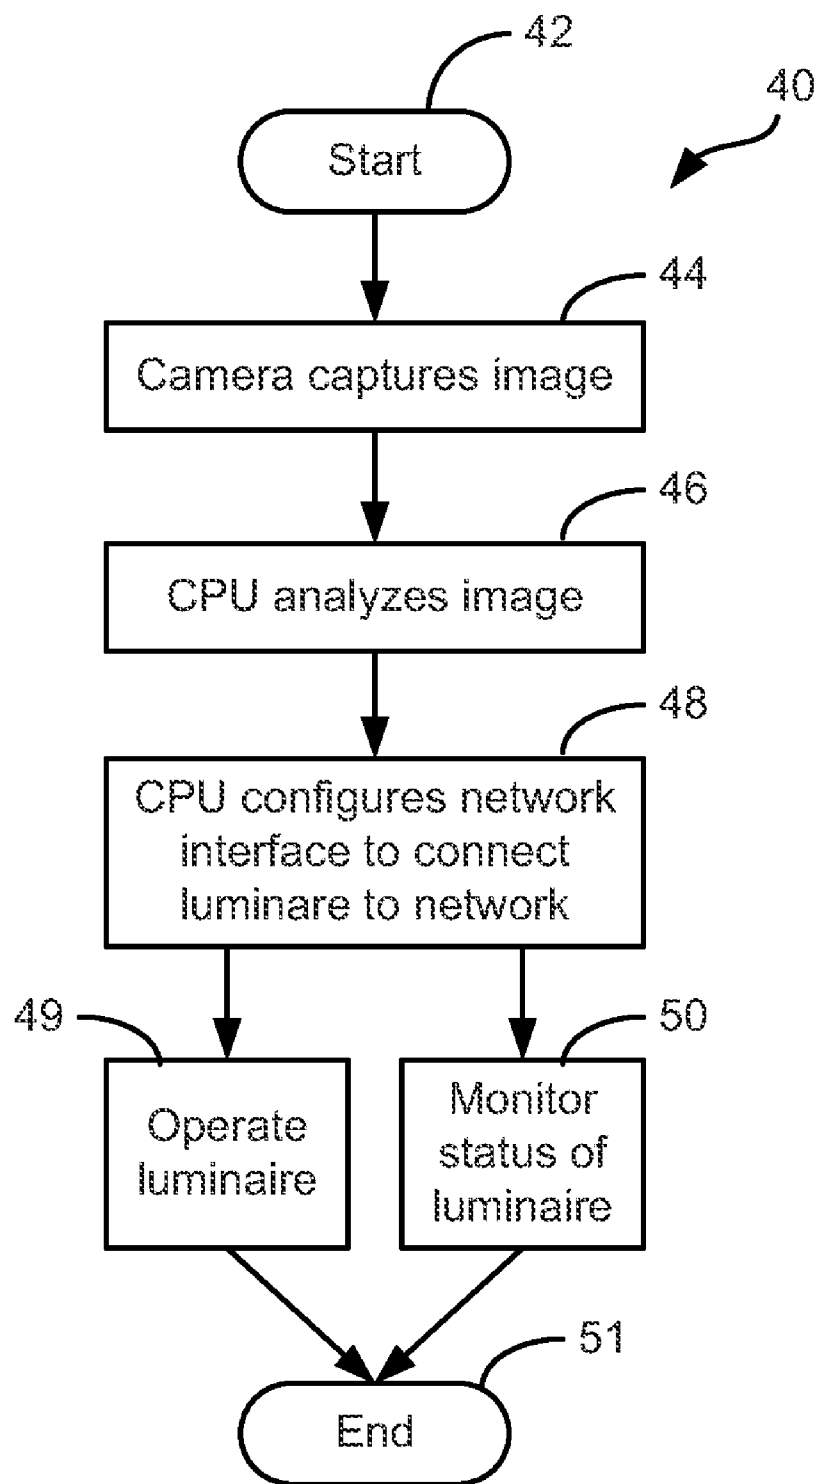 42
40
Start
44
Camera captures image
46
CPU analyzes image
48
CPU configures network
interface to connect
luminare to network
49
50
Operate
luminaire
Monitor
status of
luminaire
51
End